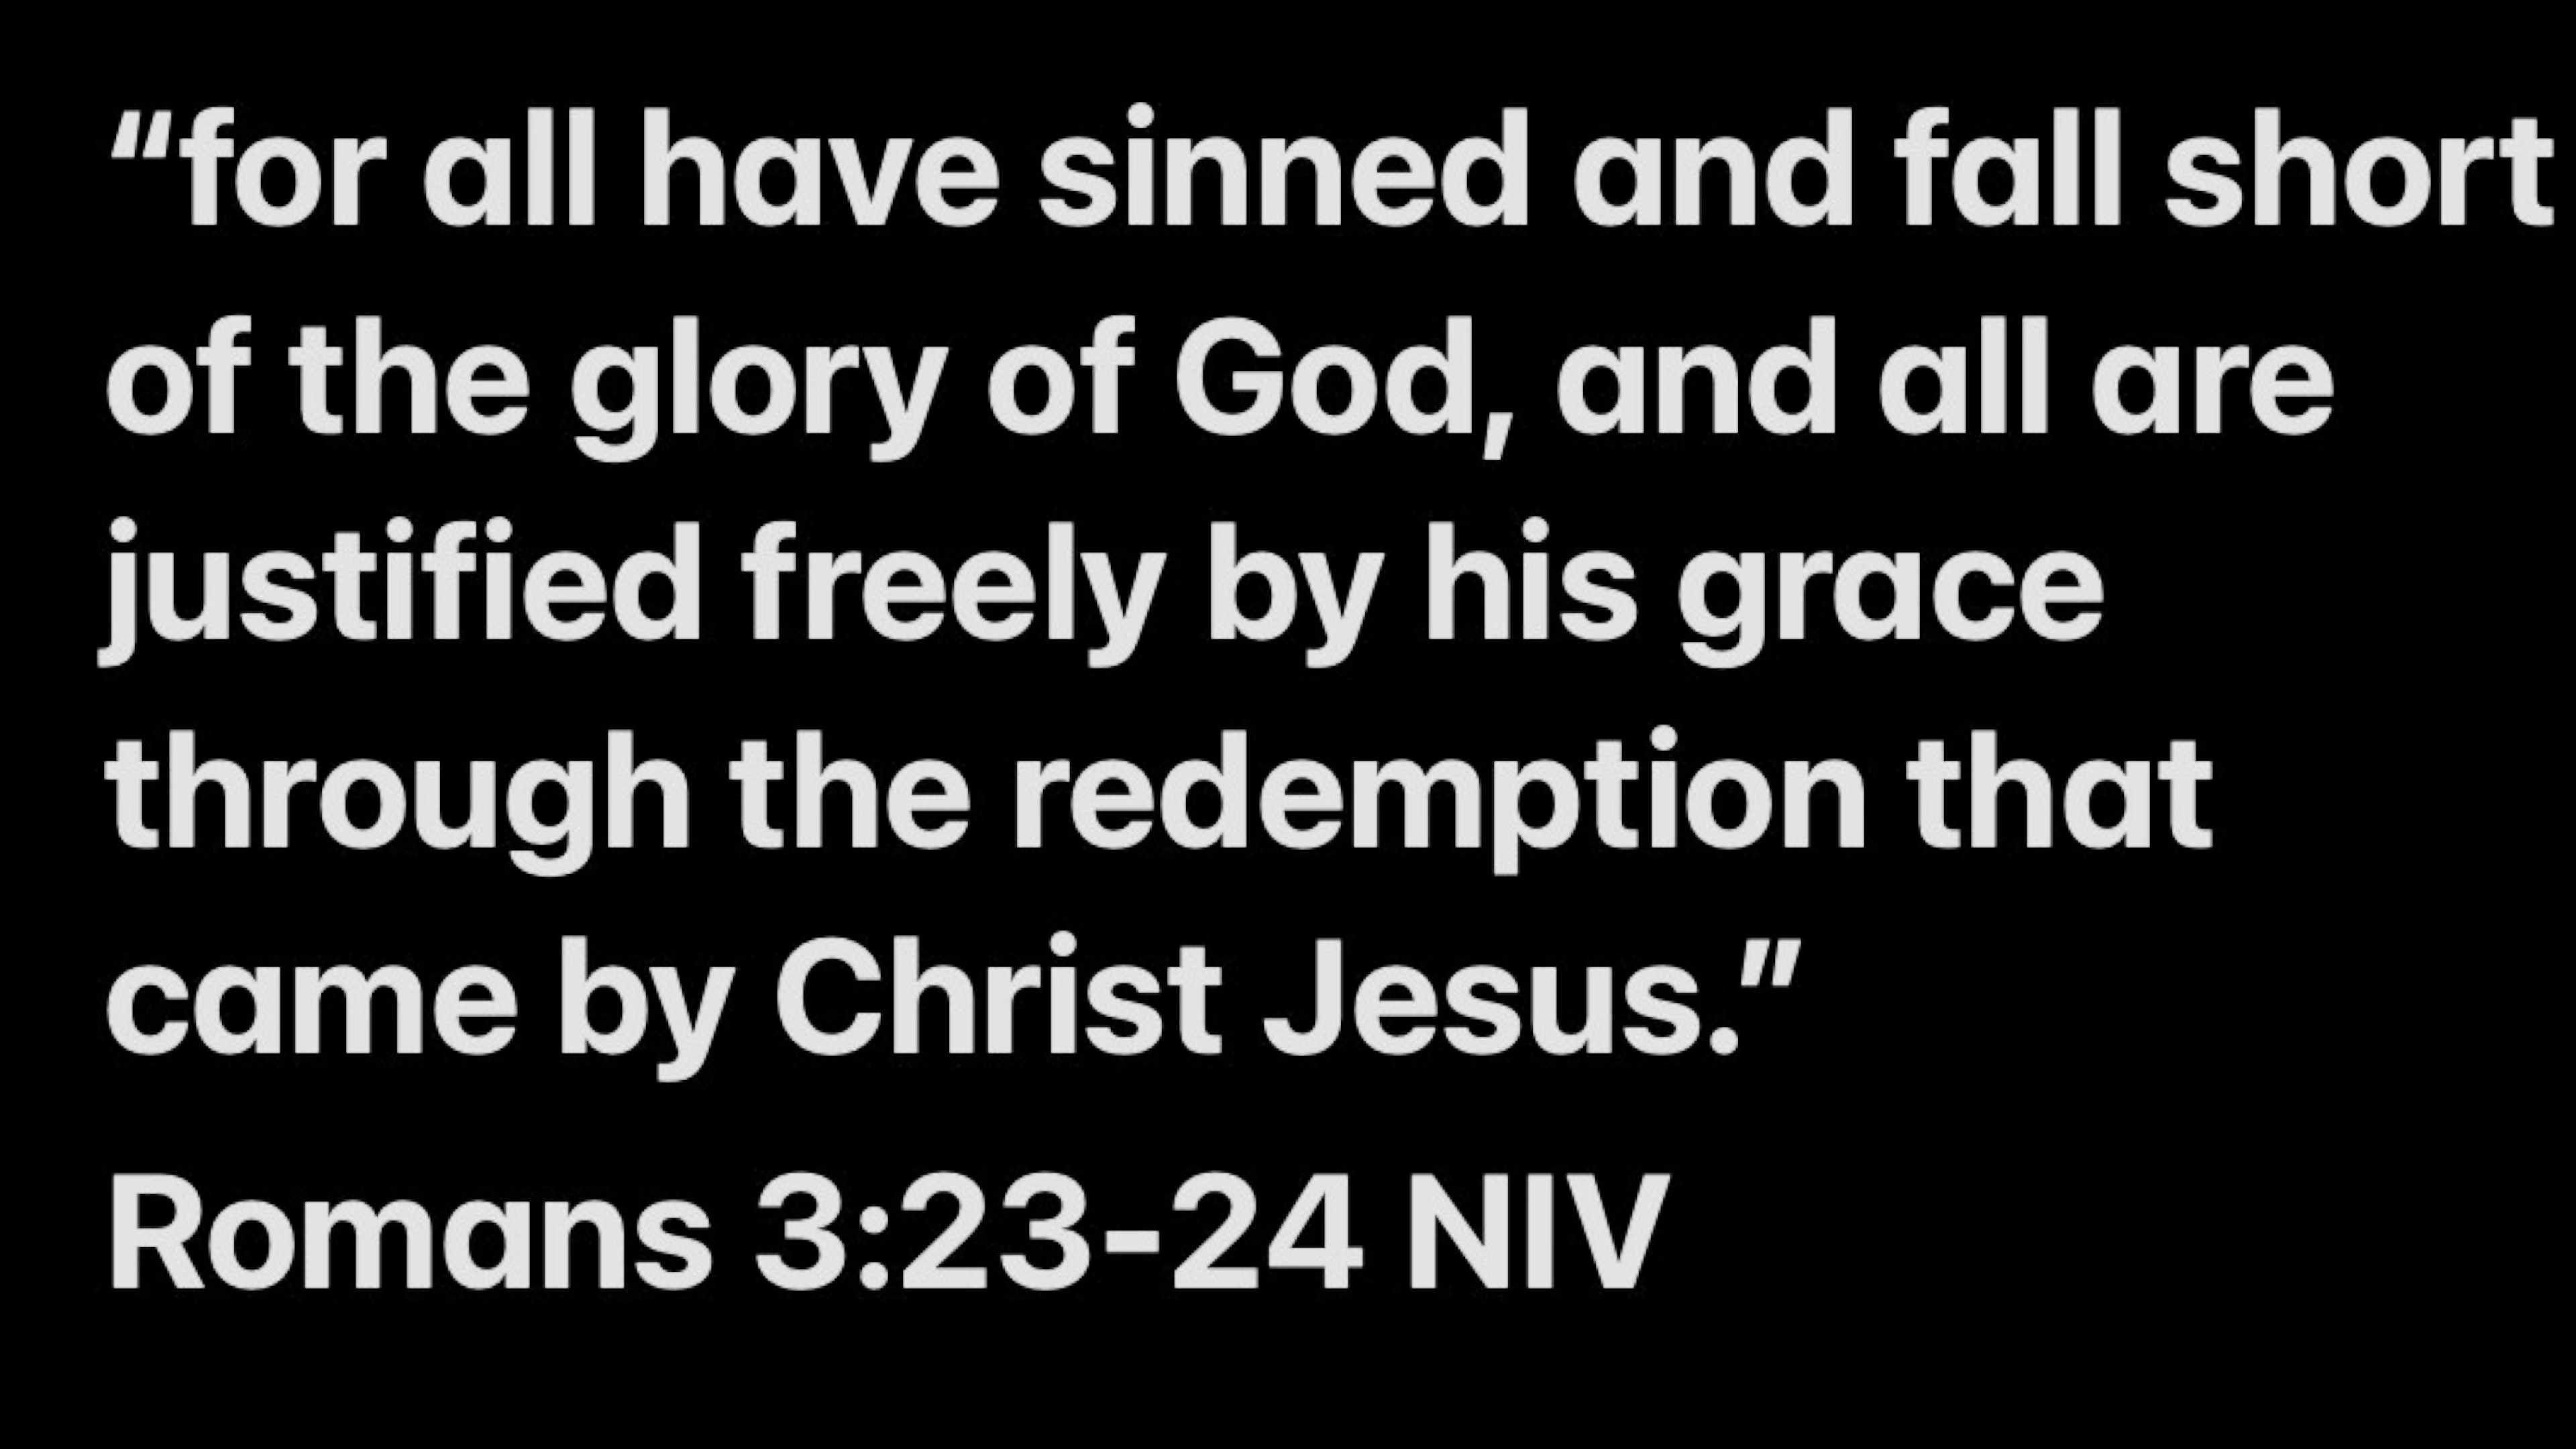 “for all have sinned and fall short
of the glory of God, and all are
justified freely by his grace
through the redemption that
came by Christ Jesus.”
Romans 3:23-24 NIV